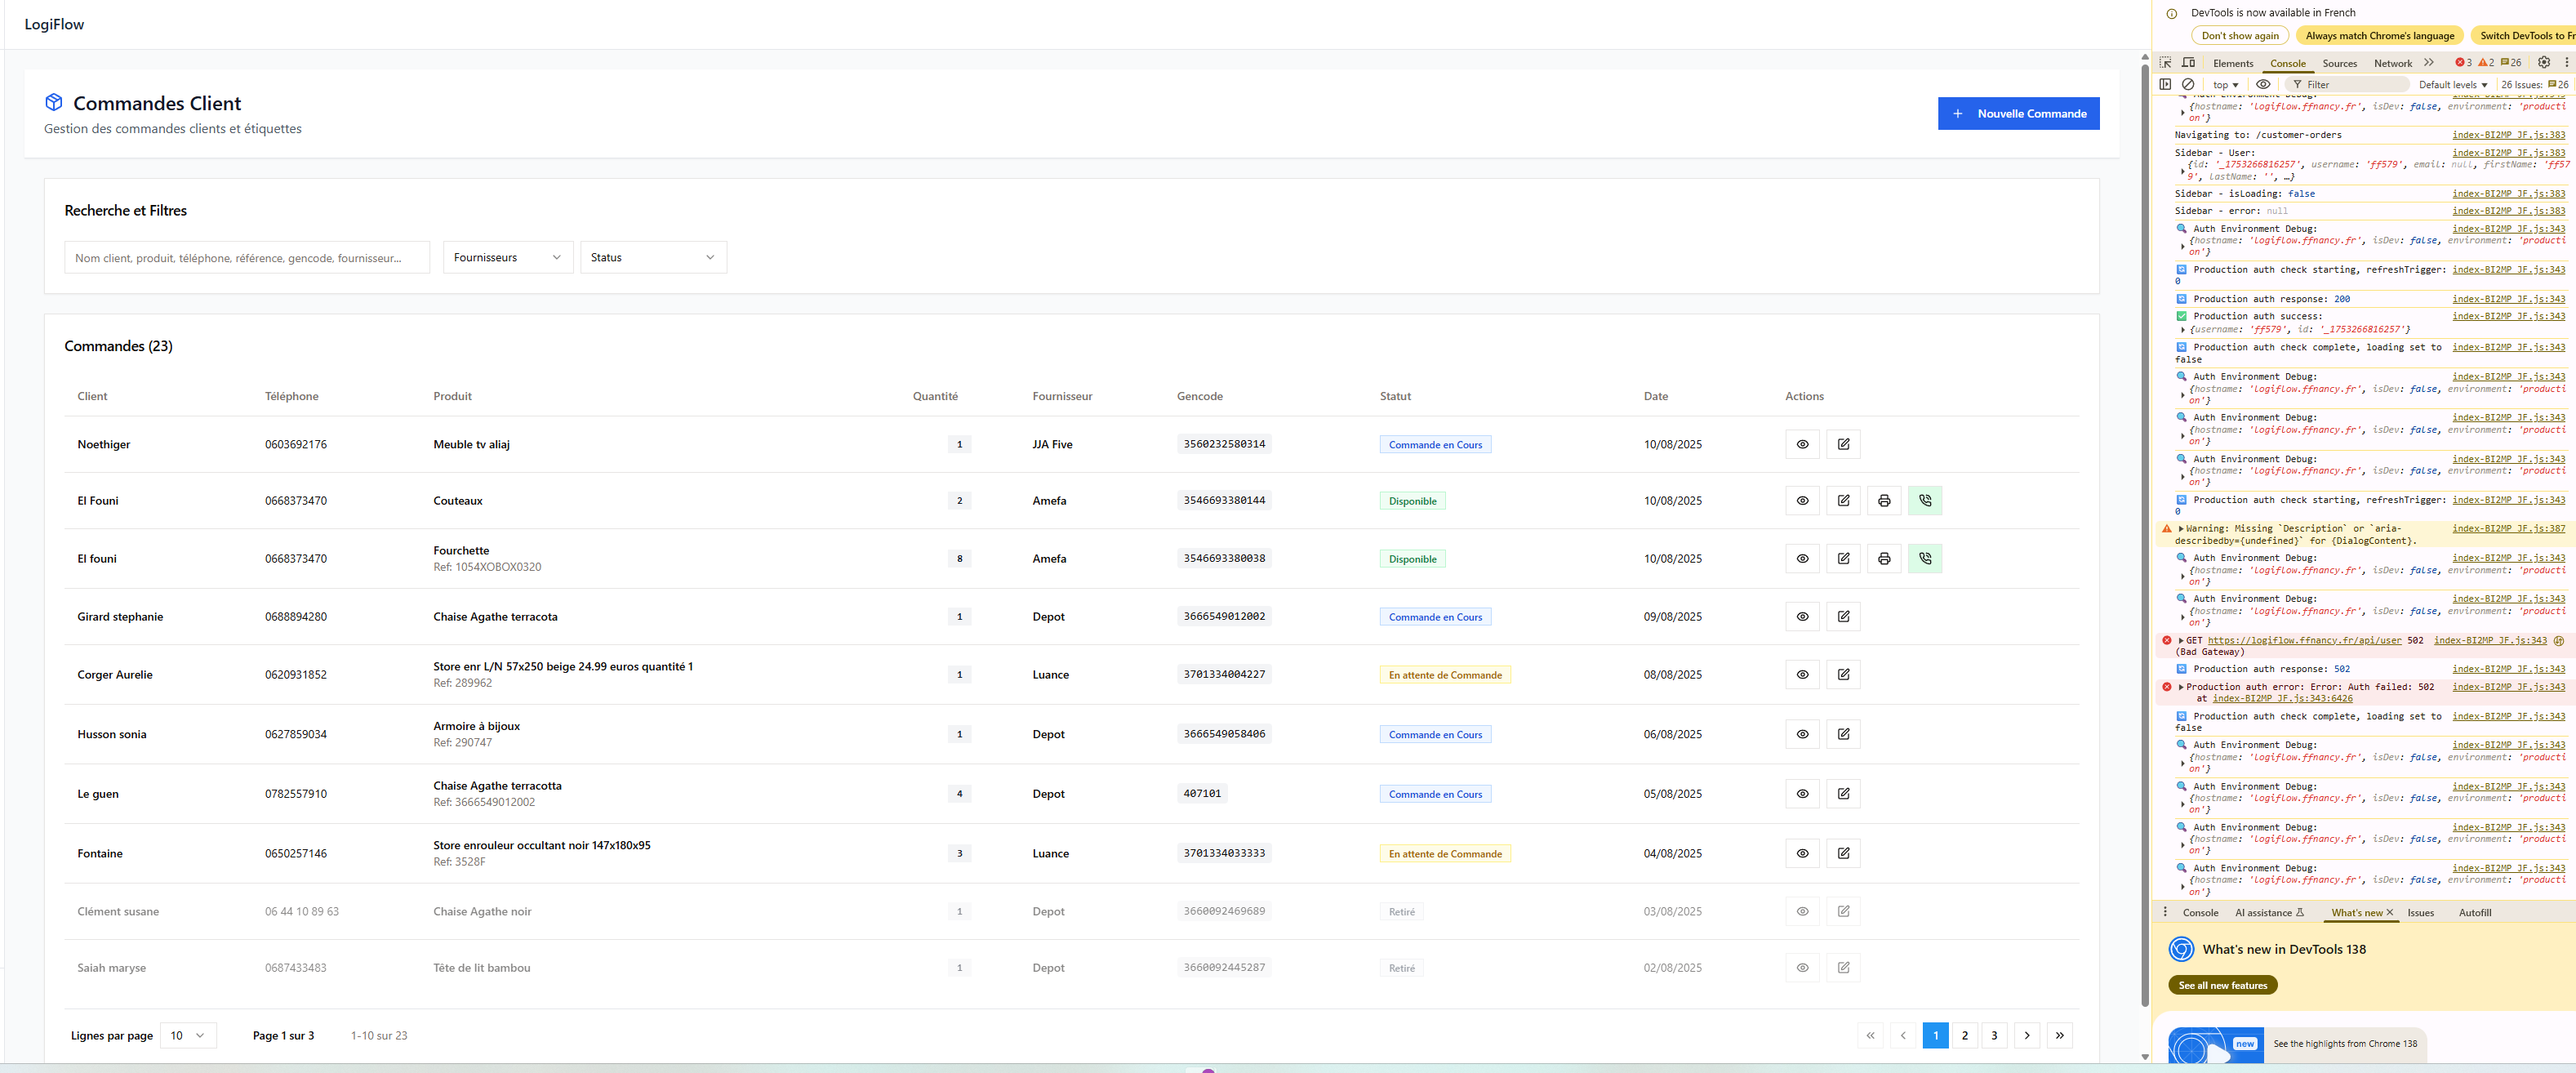 LogiFlow
Commandes Client
Gestion des commandes clients et étiquettes
+ Nouvelle Commande
Recherche et Filtres
Nom client, produit, téléphone, référence, gencode, fournisseur...
Fournisseurs
Status
Commandes (23)
Client Téléphone Produit Quantité Fournisseur Gencode Statut Date Actions
Noethiger 0603692176 Meuble tv aliaj 1 JJA Five 3560232580314 Commande en Cours 10/08/2025
El Founi 0668373470 Couteaux 2 Amefa 3546693380144 Disponible 10/08/2025
El founi 0668373470 Fourchette 8 Amefa 3546693380038 Disponible 10/08/2025
Ref: 1054XOBOX0320
Girard stephanie 0688894280 Chaise Agathe terracota 1 Depot 3666549012002 Commande en Cours 09/08/2025
Corger Aurelie 0620931852 Store enr L/N 57x250 beige 24.99 euros quantité 1 1 Luance 3701334004227 En attente de Commande 08/08/2025
Ref: 289962
Husson sonia 0627859034 Armoire à bijoux 1 Depot 3666549058406 Commande en Cours 06/08/2025
Ref: 290747
Le guen 0782557910 Chaise Agathe terracotta 4 Depot 407101 Commande en Cours 05/08/2025
Ref: 3666549012002
Fontaine 0650257146 Store enrouleur occultant noir 147x180x95 3 Luance 3701334033333 En attente de Commande 04/08/2025
Ref: 3528F
Clément susane 06 44 10 89 63 Chaise Agathe noir 1 Depot 3660092469689 Retiré 03/08/2025
Saiah maryse 0687433483 Tête de lit bambou 1 Depot 3660092445287 Retiré 02/08/2025
Lignes par page 10 Page 1 sur 3 1-10 sur 23
« ‹ 1 2 3 › »
DevTools is now available in French
Don't show again Always match Chrome's language Switch DevTools to Fr
Elements Console Sources Network 3 2 26
top Filter Default levels 26 Issues: 26
{hostname: 'logiflow.ffnancy.fr', isDev: false, environment: 'producti
on'}
Navigating to: /customer-orders index-BI2MP_JF.js:383
Sidebar - User: index-BI2MP_JF.js:383
{id: '_1753266816257', username: 'ff579', email: null, firstName: 'ff57
9', lastName: '', …}
Sidebar - isLoading: false index-BI2MP_JF.js:383
Sidebar - error: null index-BI2MP_JF.js:383
Auth Environment Debug: index-BI2MP_JF.js:343
{hostname: 'logiflow.ffnancy.fr', isDev: false, environment: 'producti
on'}
Production auth check starting, refreshTrigger: index-BI2MP_JF.js:343
0
Production auth response: 200 index-BI2MP_JF.js:343
Production auth success: index-BI2MP_JF.js:343
{username: 'ff579', id: '_1753266816257'}
Production auth check complete, loading set to index-BI2MP_JF.js:343
false
Auth Environment Debug: index-BI2MP_JF.js:343
{hostname: 'logiflow.ffnancy.fr', isDev: false, environment: 'producti
on'}
Auth Environment Debug: index-BI2MP_JF.js:343
{hostname: 'logiflow.ffnancy.fr', isDev: false, environment: 'producti
on'}
Auth Environment Debug: index-BI2MP_JF.js:343
{hostname: 'logiflow.ffnancy.fr', isDev: false, environment: 'producti
on'}
Production auth check starting, refreshTrigger: index-BI2MP_JF.js:343
0
Warning: Missing `Description` or `aria- index-BI2MP_JF.js:387
describedby={undefined}` for {DialogContent}.
Auth Environment Debug: index-BI2MP_JF.js:343
{hostname: 'logiflow.ffnancy.fr', isDev: false, environment: 'producti
on'}
Auth Environment Debug: index-BI2MP_JF.js:343
{hostname: 'logiflow.ffnancy.fr', isDev: false, environment: 'producti
on'}
GET https://logiflow.ffnancy.fr/api/user 502 index-BI2MP_JF.js:343
(Bad Gateway)
Production auth response: 502 index-BI2MP_JF.js:343
Production auth error: Error: Auth failed: 502 index-BI2MP_JF.js:343
at index-BI2MP_JF.js:343:6426
Production auth check complete, loading set to index-BI2MP_JF.js:343
false
Auth Environment Debug: index-BI2MP_JF.js:343
{hostname: 'logiflow.ffnancy.fr', isDev: false, environment: 'producti
on'}
Auth Environment Debug: index-BI2MP_JF.js:343
{hostname: 'logiflow.ffnancy.fr', isDev: false, environment: 'producti
on'}
Auth Environment Debug: index-BI2MP_JF.js:343
{hostname: 'logiflow.ffnancy.fr', isDev: false, environment: 'producti
on'}
Auth Environment Debug: index-BI2MP_JF.js:343
{hostname: 'logiflow.ffnancy.fr', isDev: false, environment: 'producti
on'}
Console AI assistance What's new Issues Autofill
What's new in DevTools 138
See all new features
new
See the highlights from Chrome 138